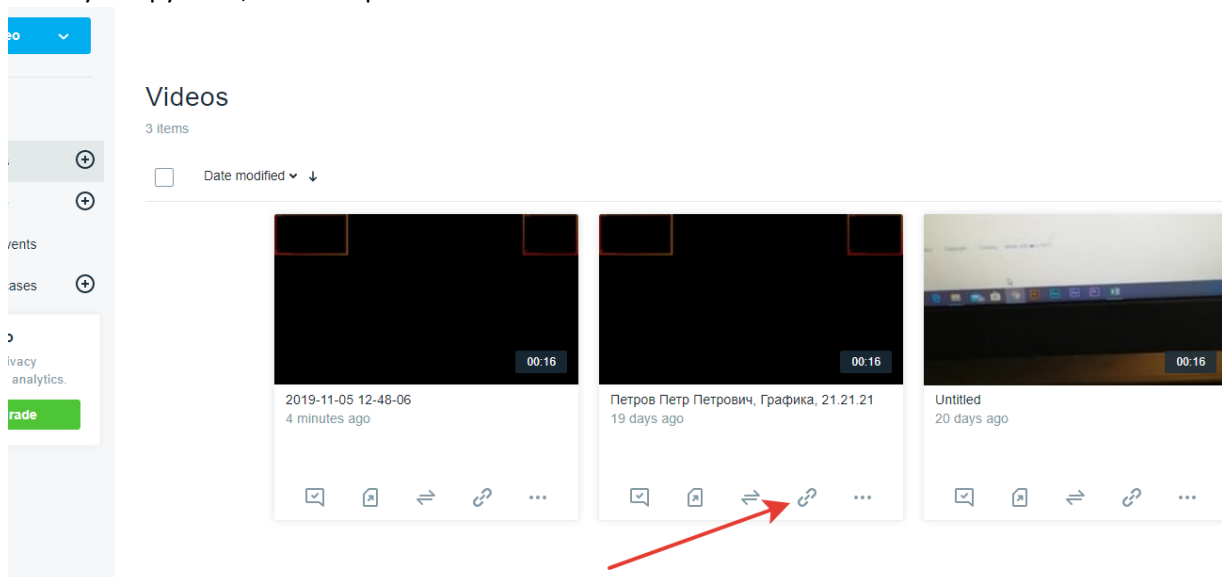 Videos
3 items
Date modified
vents
ases
ivacy
analytics.
rade
00:16
00:16
00:16
2019-11-05 12-48-06
4 minutes ago
Петров Петр Петрович, Графика, 21.21.21
19 days ago
Untitled
20 days ago